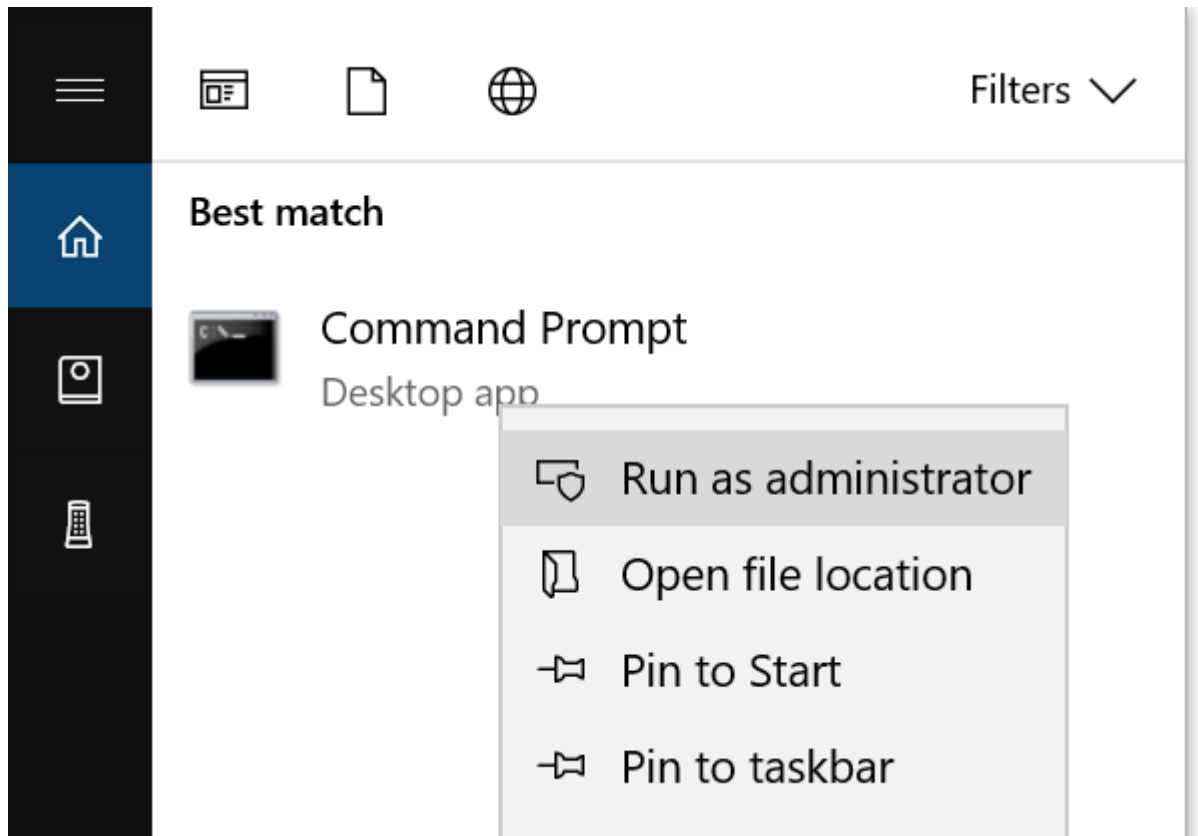 Filters
Best match
Command Prompt
Desktop app
Run as administrator
Open file location
Pin to Start
Pin to taskbar